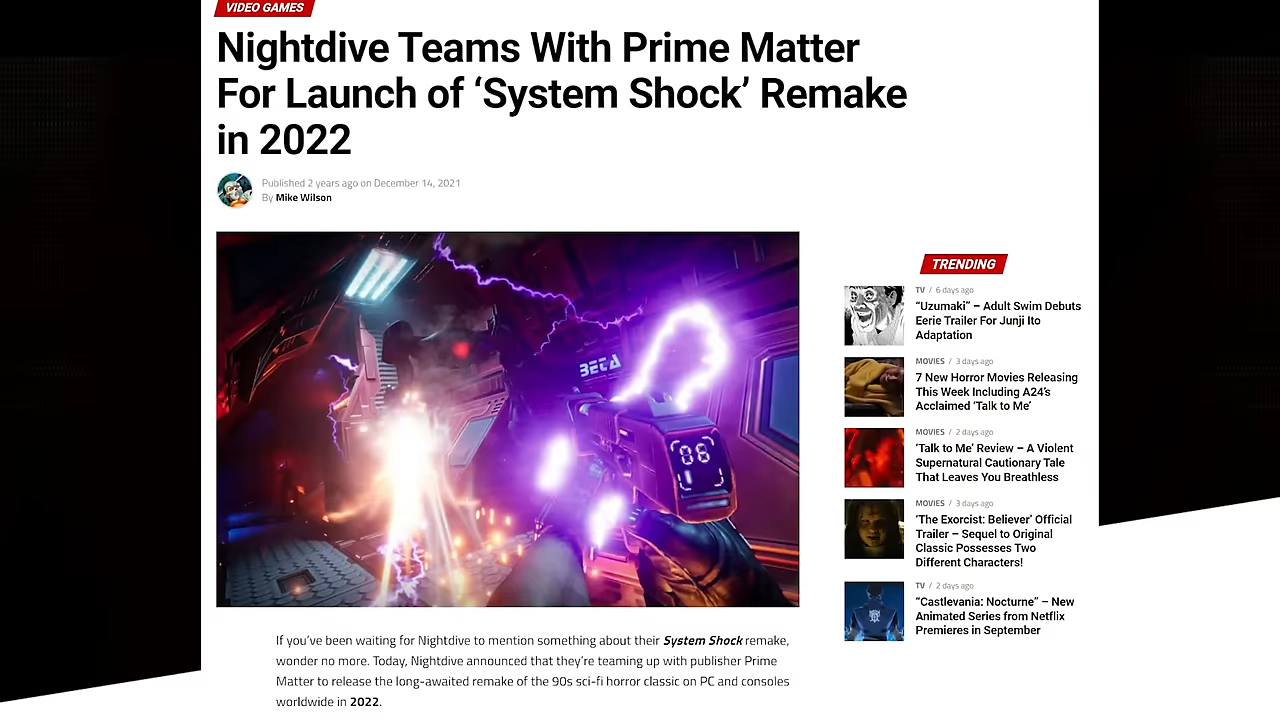 VIDEO GAMES
Nightdive Teams With Prime Matter
For Launch of ‘System Shock’ Remake
in 2022
Published 2 years ago on December 14, 2021
By Mike Wilson
BETA
06
If you’ve been waiting for Nightdive to mention something about their System Shock remake,
wonder no more. Today, Nightdive announced that they’re teaming up with publisher Prime
Matter to release the long-awaited remake of the 90s sci-fi horror classic on PC and consoles
worldwide in 2022.
TRENDING
TV / 6 days ago
“Uzumaki” – Adult Swim Debuts
Eerie Trailer For Junji Ito
Adaptation
MOVIES / 3 days ago
7 New Horror Movies Releasing
This Week Including A24’s
Acclaimed ‘Talk to Me’
MOVIES / 2 days ago
‘Talk to Me’ Review – A Violent
Supernatural Cautionary Tale
That Leaves You Breathless
MOVIES / 3 days ago
‘The Exorcist: Believer’ Official
Trailer – Sequel to Original
Classic Possesses Two
Different Characters!
TV / 2 days ago
“Castlevania: Nocturne” – New
Animated Series from Netflix
Premieres in September